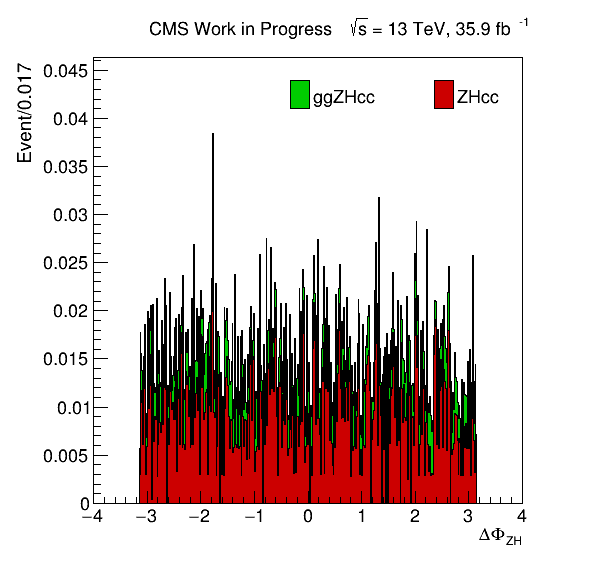 CMS Work in Progress √s = 13 TeV, 35.9 fb -1
Event/0.017
ggZHcc ZHcc
0.045
0.04
0.035
0.03
0.025
0.02
0.015
0.01
0.005
0
−4 −3 −2 −1 0 1 2 3 4
ΔΦZH